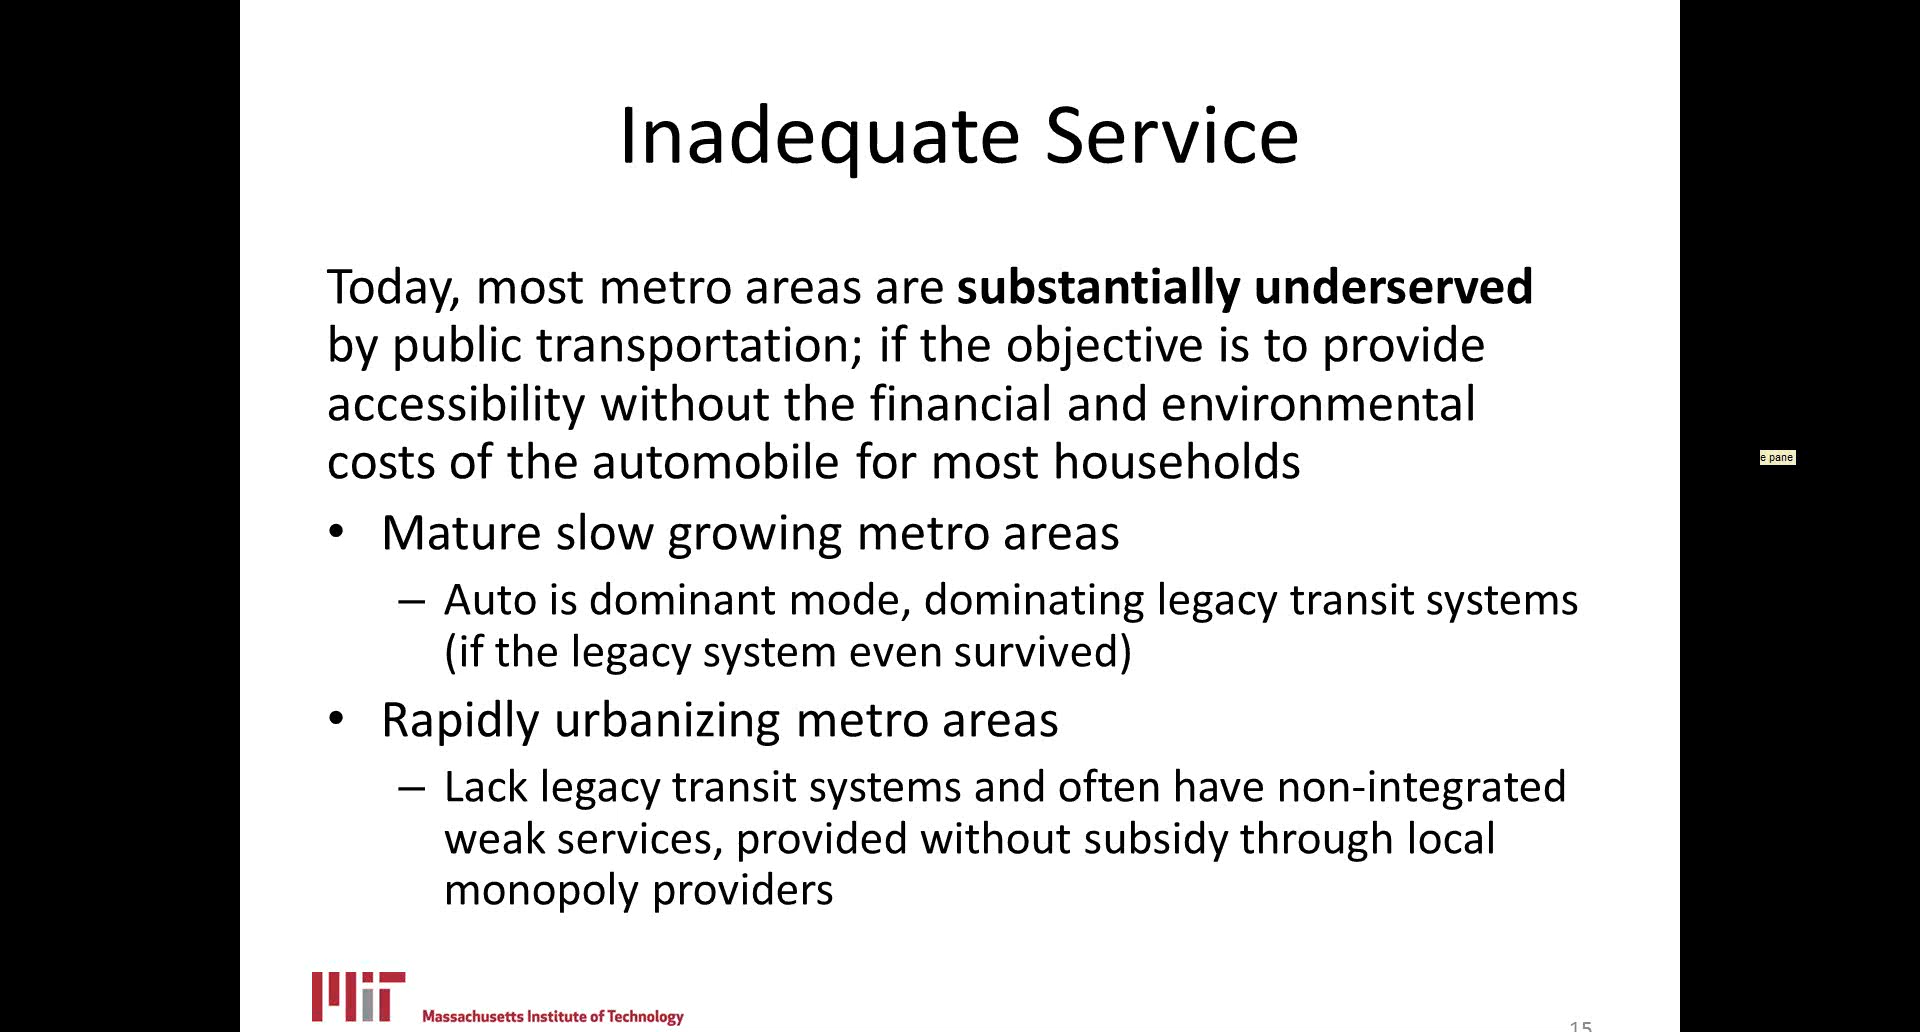 Inadequate Service
Today, most metro areas are substantially underserved
by public transportation; if the objective is to provide
accessibility without the financial and environmental
costs of the automobile for most households
• Mature slow growing metro areas
– Auto is dominant mode, dominating legacy transit systems
(if the legacy system even survived)
• Rapidly urbanizing metro areas
– Lack legacy transit systems and often have non-integrated
weak services, provided without subsidy through local
monopoly providers
e pane
MIT
Massachusetts Institute of Technology
15